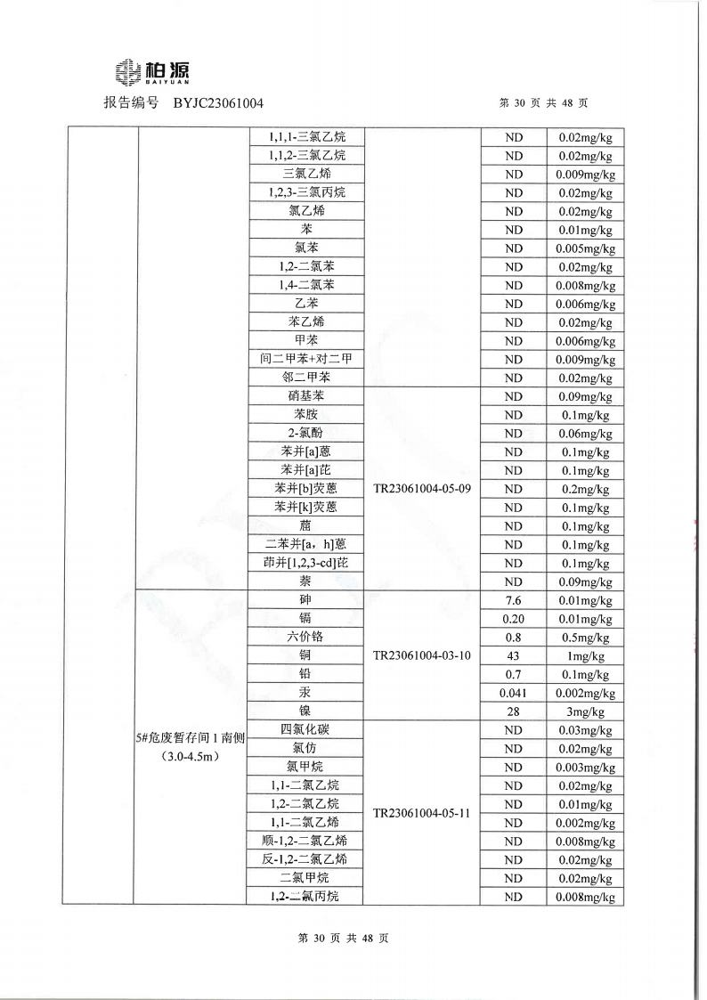 柏源
BAIYUAN
报告编号 BYJC23061004 第 30 页 共 48 页
1,1,1-三氯乙烷 ND 0.02mg/kg
1,1,2-三氯乙烷 ND 0.02mg/kg
三氯乙烯 ND 0.009mg/kg
1,2,3-三氯丙烷 ND 0.02mg/kg
氯乙烯 ND 0.02mg/kg
苯 ND 0.01mg/kg
氯苯 ND 0.005mg/kg
1,2-二氯苯 ND 0.02mg/kg
1,4-二氯苯 ND 0.008mg/kg
乙苯 ND 0.006mg/kg
苯乙烯 ND 0.02mg/kg
甲苯 ND 0.006mg/kg
间二甲苯+对二甲 ND 0.009mg/kg
邻二甲苯 ND 0.02mg/kg
硝基苯 ND 0.09mg/kg
苯胺 ND 0.1mg/kg
2-氯酚 ND 0.06mg/kg
苯并[a]蒽 ND 0.1mg/kg
苯并[a]芘 ND 0.1mg/kg
苯并[b]荧蒽 TR23061004-05-09 ND 0.2mg/kg
苯并[k]荧蒽 ND 0.1mg/kg
䓛 ND 0.1mg/kg
二苯并[a，h]蒽 ND 0.1mg/kg
茚并[1,2,3-cd]芘 ND 0.1mg/kg
萘 ND 0.09mg/kg
砷 7.6 0.01mg/kg
镉 0.20 0.01mg/kg
六价铬 0.8 0.5mg/kg
铜 TR23061004-03-10 43 1mg/kg
铅 0.7 0.1mg/kg
汞 0.041 0.002mg/kg
镍 28 3mg/kg
四氯化碳 ND 0.03mg/kg
5#危废暂存间 1 南侧
氯仿 ND 0.02mg/kg
（3.0-4.5m）
氯甲烷 ND 0.003mg/kg
1,1-二氯乙烷 ND 0.02mg/kg
1,2-二氯乙烷 ND 0.01mg/kg
TR23061004-05-11
1,1-二氯乙烯 ND 0.002mg/kg
顺-1,2-二氯乙烯 ND 0.008mg/kg
反-1,2-二氯乙烯 ND 0.02mg/kg
二氯甲烷 ND 0.02mg/kg
1,2-二氯丙烷 ND 0.008mg/kg
第 30 页 共 48 页